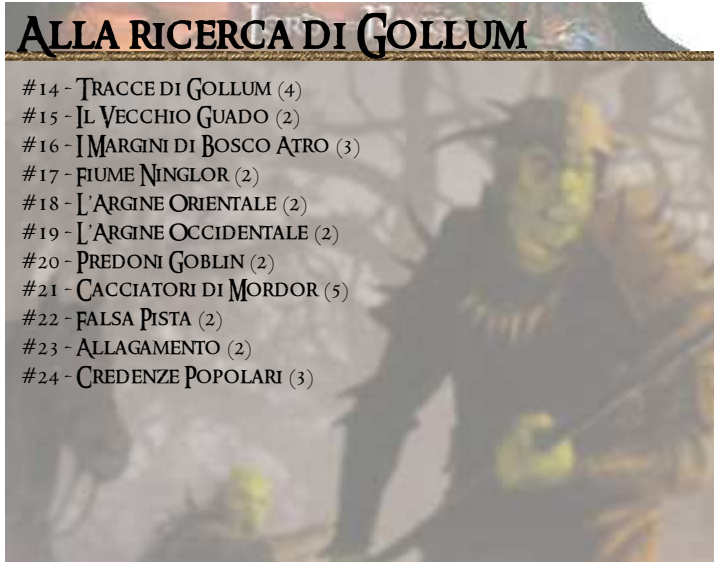 Alla ricerca di Gollum
#14 - Tracce di Gollum (4)
#15 - Il Vecchio Guado (2)
#16 - I Margini di Bosco Atro (3)
#17 - fiume Ninglor (2)
#18 - L'Argine Orientale (2)
#19 - L'Argine Occidentale (2)
#20 - Predoni Goblin (2)
#21 - Cacciatori di Mordor (5)
#22 - falsa Pista (2)
#23 - Allagamento (2)
#24 - Credenze Popolari (3)